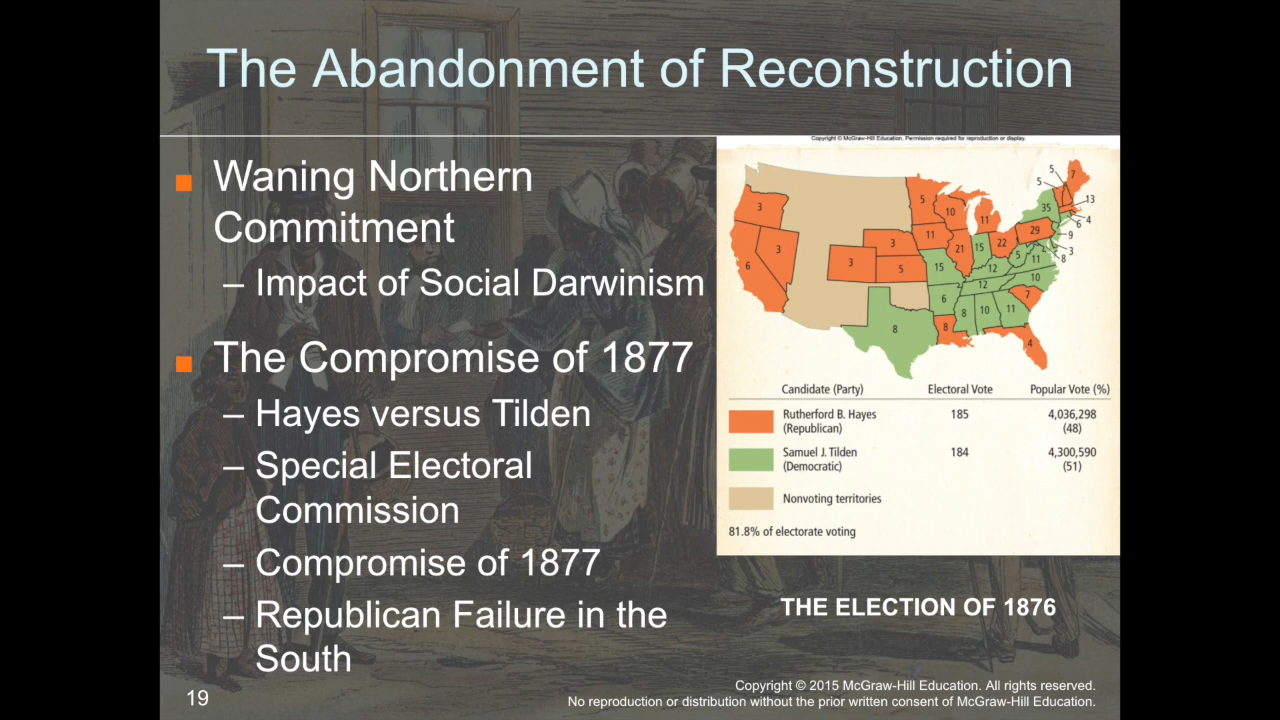 The Abandonment of Reconstruction
Waning Northern
Commitment
– Impact of Social Darwinism
The Compromise of 1877
– Hayes versus Tilden
– Special Electoral
Commission
– Compromise of 1877
– Republican Failure in the
South
19
Copyright © McGraw-Hill Education. Permission required for reproduction or display.
5
7
5
3
5
10
11
35
13
4
6
3
11
21
15
22
29
9
3
8
6
3
3
5
15
12
5
11
10
12
6
8
10
11
7
8
8
4
Candidate (Party) Electoral Vote Popular Vote (%)
Rutherford B. Hayes 185 4,036,298
(Republican) (48)
Samuel J. Tilden 184 4,300,590
(Democratic) (51)
Nonvoting territories
81.8% of electorate voting
THE ELECTION OF 1876
Copyright © 2015 McGraw-Hill Education. All rights reserved.
No reproduction or distribution without the prior written consent of McGraw-Hill Education.